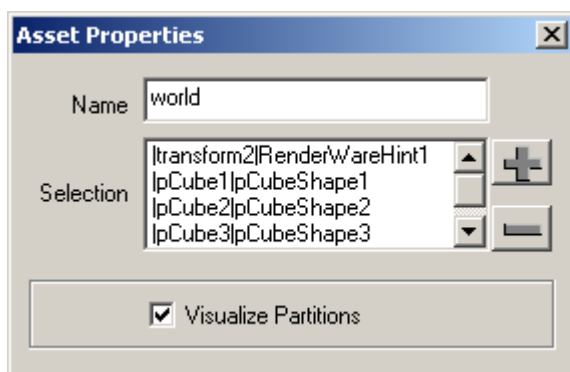 Asset Properties
Name
world
Selection
|transform2|RenderWareHint1
|pCube1|pCubeShape1
|pCube2|pCubeShape2
|pCube3|pCubeShape3
Visualize Partitions